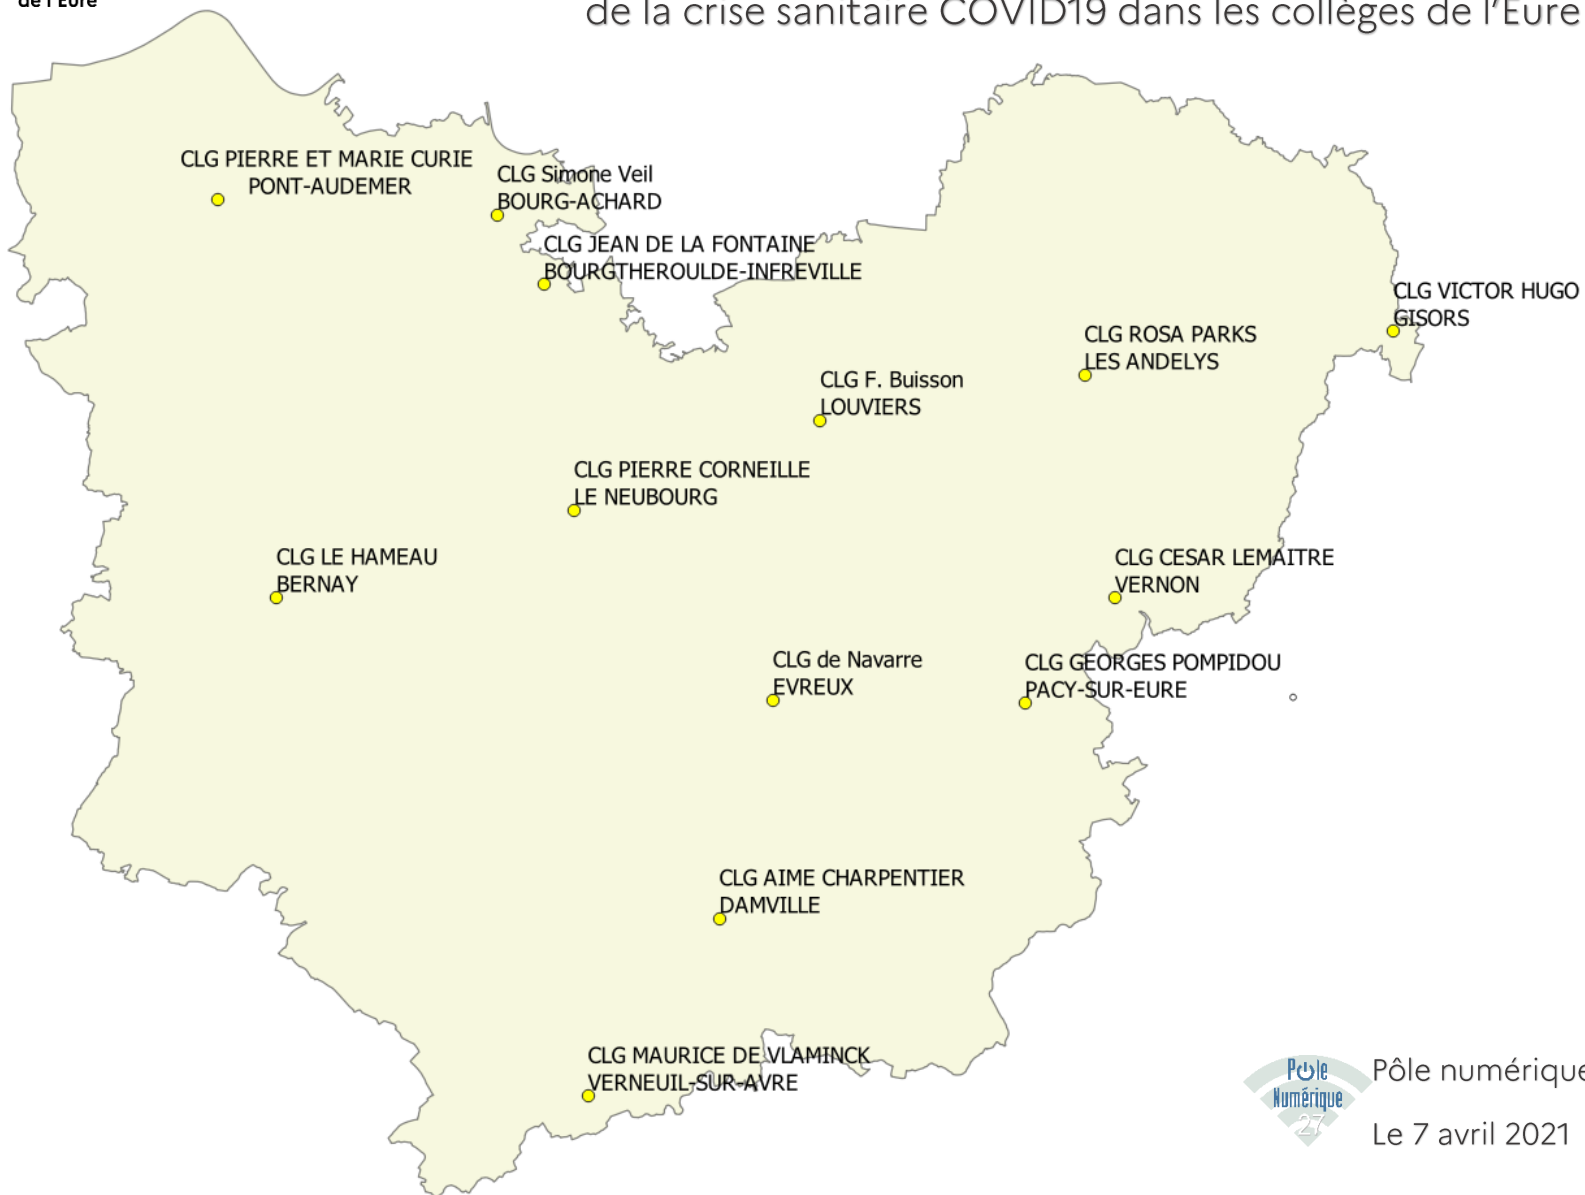 de l'Eure
de la crise sanitaire COVID19 dans les collèges de l'Eure
CLG PIERRE ET MARIE CURIE
PONT-AUDEMER
CLG Simone Veil
BOURG-ACHARD
CLG JEAN DE LA FONTAINE
BOURGTHEROULDE-INFREVILLE
CLG VICTOR HUGO
GISORS
CLG ROSA PARKS
LES ANDELYS
CLG F. Buisson
LOUVIERS
CLG PIERRE CORNEILLE
LE NEUBOURG
CLG LE HAMEAU
BERNAY
CLG CESAR LEMAITRE
VERNON
CLG de Navarre
EVREUX
CLG GEORGES POMPIDOU
PACY-SUR-EURE
CLG AIME CHARPENTIER
DAMVILLE
CLG MAURICE DE VLAMINCK
VERNEUIL-SUR-AVRE
Pôle
Numérique
27
Pôle numérique
Le 7 avril 2021